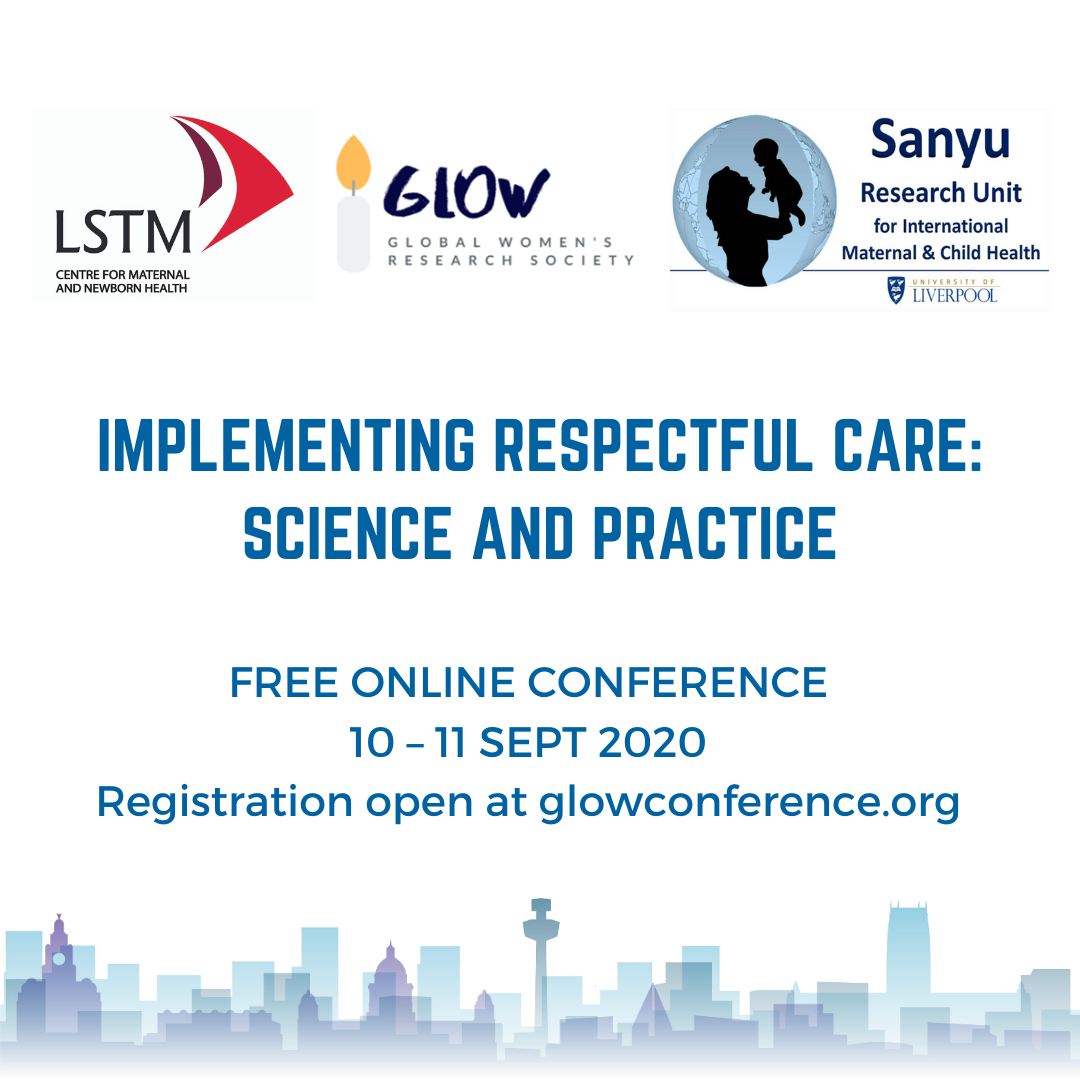 LSTM
CENTRE FOR MATERNAL
AND NEWBORN HEALTH
GLOW
GLOBAL WOMEN'S
RESEARCH SOCIETY
Sanyu
Research Unit
for International
Maternal & Child Health
UNIVERSITY OF
LIVERPOOL
IMPLEMENTING RESPECTFUL CARE:
SCIENCE AND PRACTICE
FREE ONLINE CONFERENCE
10 – 11 SEPT 2020
Registration open at glowconference.org